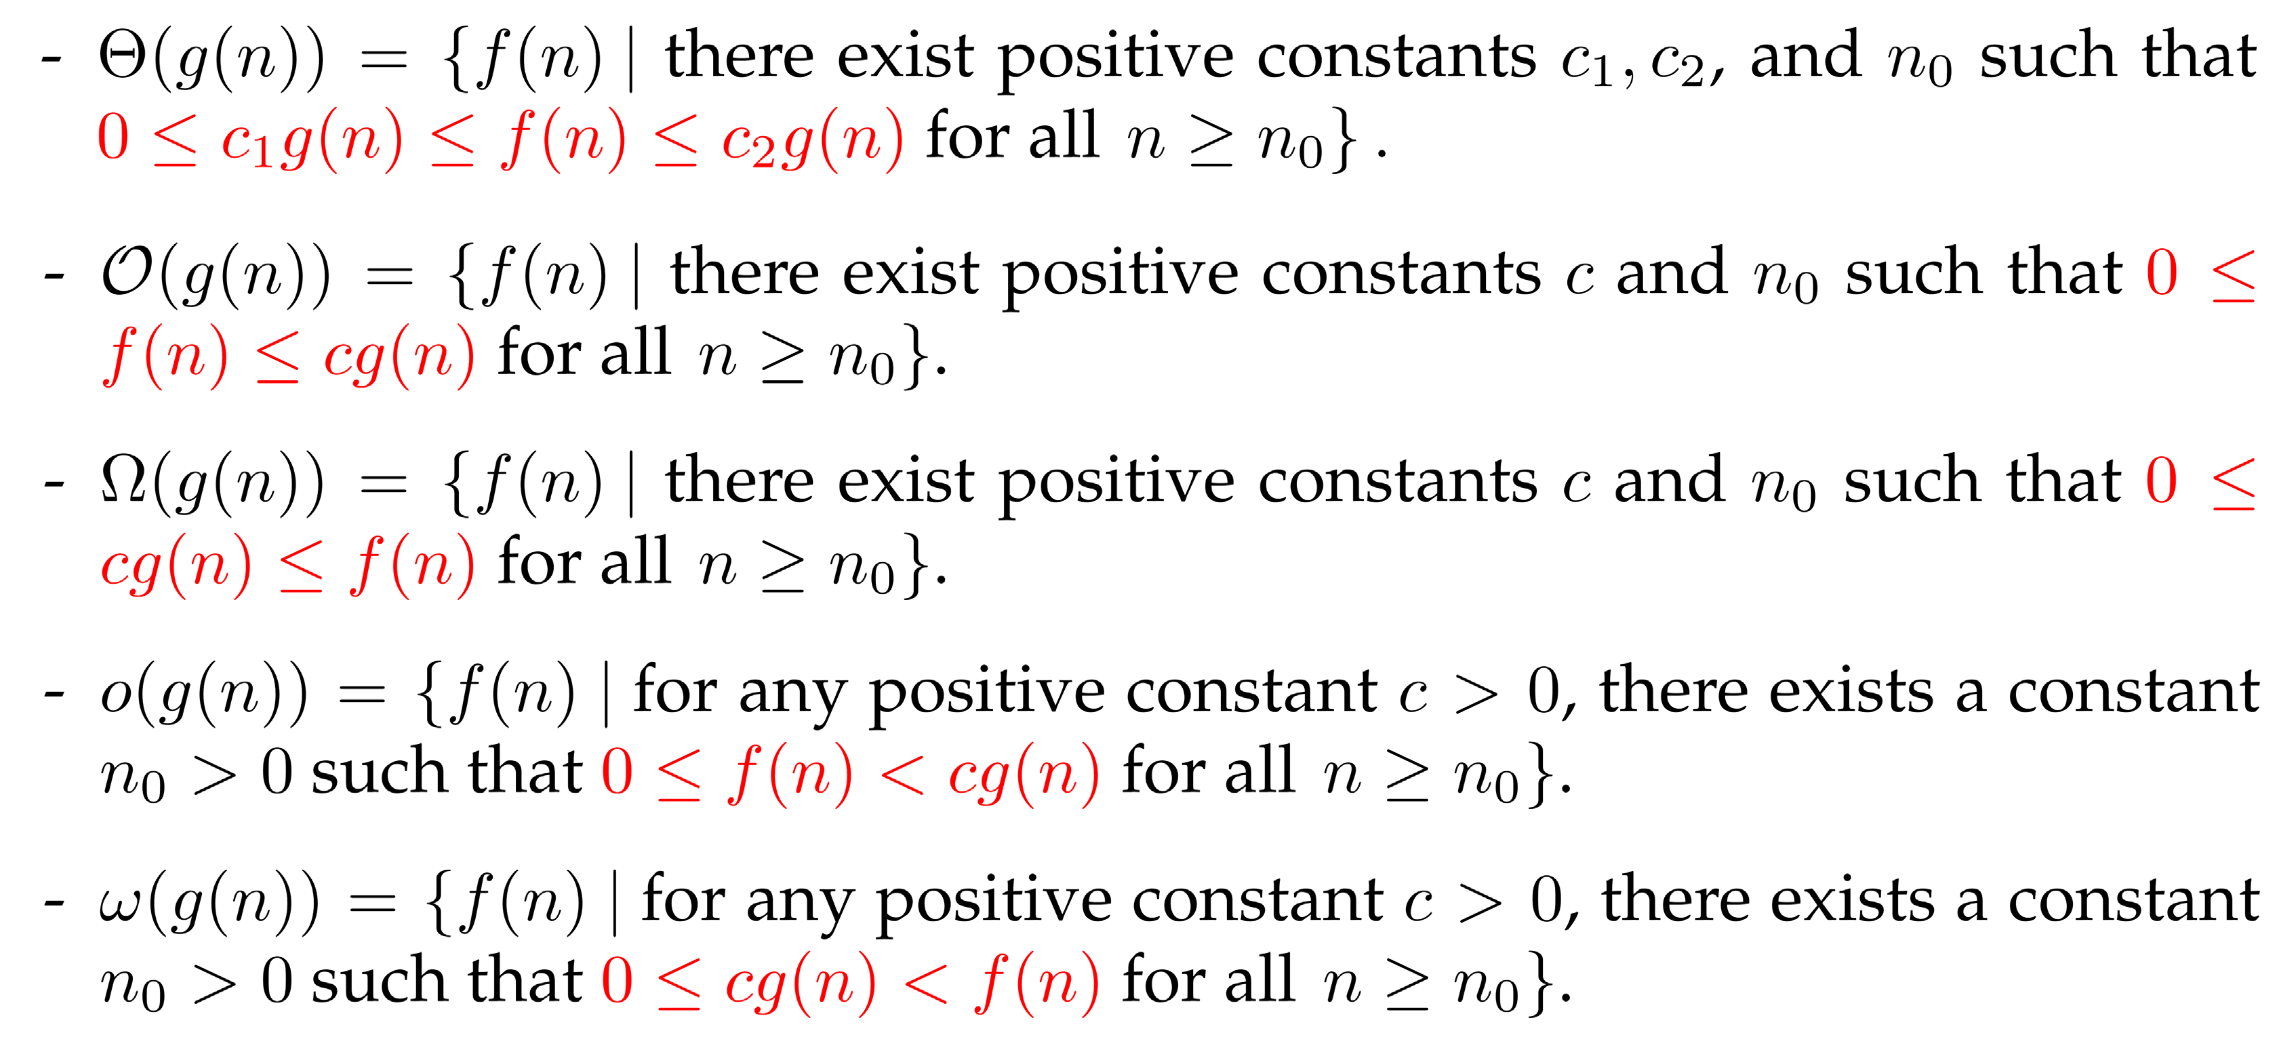 - Θ(g(n)) = {f(n) | there exist positive constants c₁, c₂, and n₀ such that
0 ≤ c₁g(n) ≤ f(n) ≤ c₂g(n) for all n ≥ n₀} .
- 𝒪(g(n)) = {f(n) | there exist positive constants c and n₀ such that 0 ≤
f(n) ≤ cg(n) for all n ≥ n₀}.
- Ω(g(n)) = {f(n) | there exist positive constants c and n₀ such that 0 ≤
cg(n) ≤ f(n) for all n ≥ n₀}.
- o(g(n)) = {f(n) | for any positive constant c > 0, there exists a constant
n₀ > 0 such that 0 ≤ f(n) < cg(n) for all n ≥ n₀}.
- ω(g(n)) = {f(n) | for any positive constant c > 0, there exists a constant
n₀ > 0 such that 0 ≤ cg(n) < f(n) for all n ≥ n₀}.